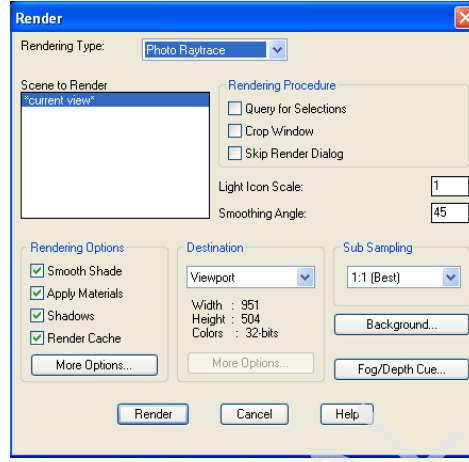 Render
Rendering Type:
Photo Raytrace
Scene to Render
*current view*
Rendering Procedure
Query for Selections
Crop Window
Skip Render Dialog
Light Icon Scale:
1
Smoothing Angle:
45
Rendering Options
Smooth Shade
Apply Materials
Shadows
Render Cache
More Options...
Destination
Viewport
Width : 951
Height : 504
Colors : 32-bits
More Options...
Sub Sampling
1:1 (Best)
Background...
Fog/Depth Cue...
Render
Cancel
Help